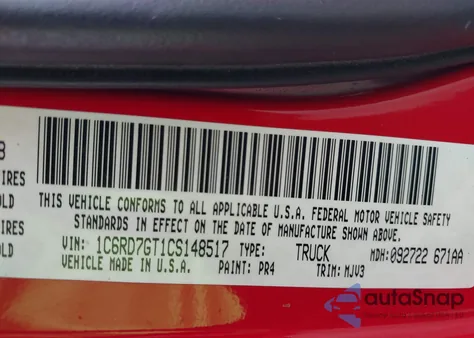 8
IRES
OLD
IRES
OLD
THIS VEHICLE CONFORMS TO ALL APPLICABLE U.S.A. FEDERAL MOTOR VEHICLE SAFETY
STANDARDS IN EFFECT ON THE DATE OF MANUFACTURE SHOWN ABOVE.
VIN: 1C6RD7GT1CS148517 TYPE: TRUCK MDH: 092722 671AA
VEHICLE MADE IN U.S.A. PAINT: PR4 TRIM: MJV3
autoSnap